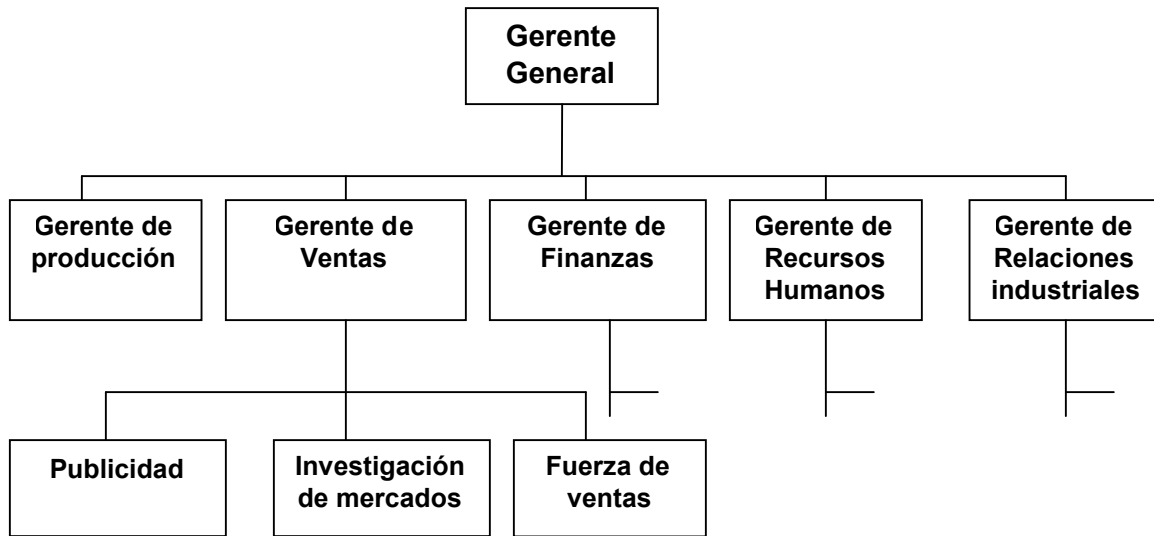 Gerente
General
Gerente de
producción
Gerente de
Ventas
Gerente de
Finanzas
Gerente de
Recursos
Humanos
Gerente de
Relaciones
industriales
Publicidad
Investigación
de mercados
Fuerza de
ventas